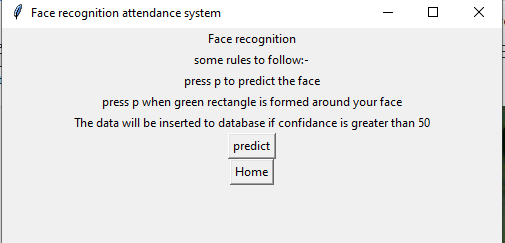 Face recognition attendance system
Face recognition
some rules to follow:-
press p to predict the face
press p when green rectangle is formed around your face
The data will be inserted to database if confidance is greater than 50
predict
Home